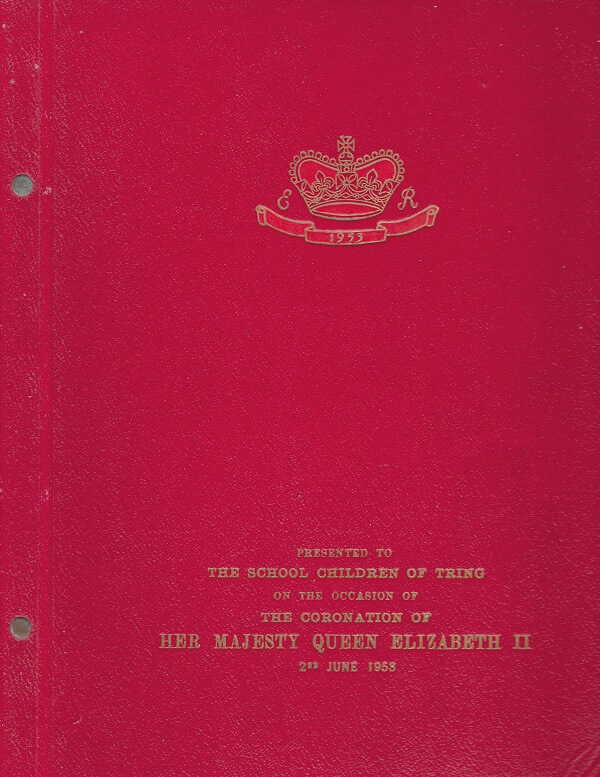 E R
1953
PRESENTED TO
THE SCHOOL CHILDREN OF TRING
ON THE OCCASION OF
THE CORONATION OF
HER MAJESTY QUEEN ELIZABETH II
2ND JUNE 1953